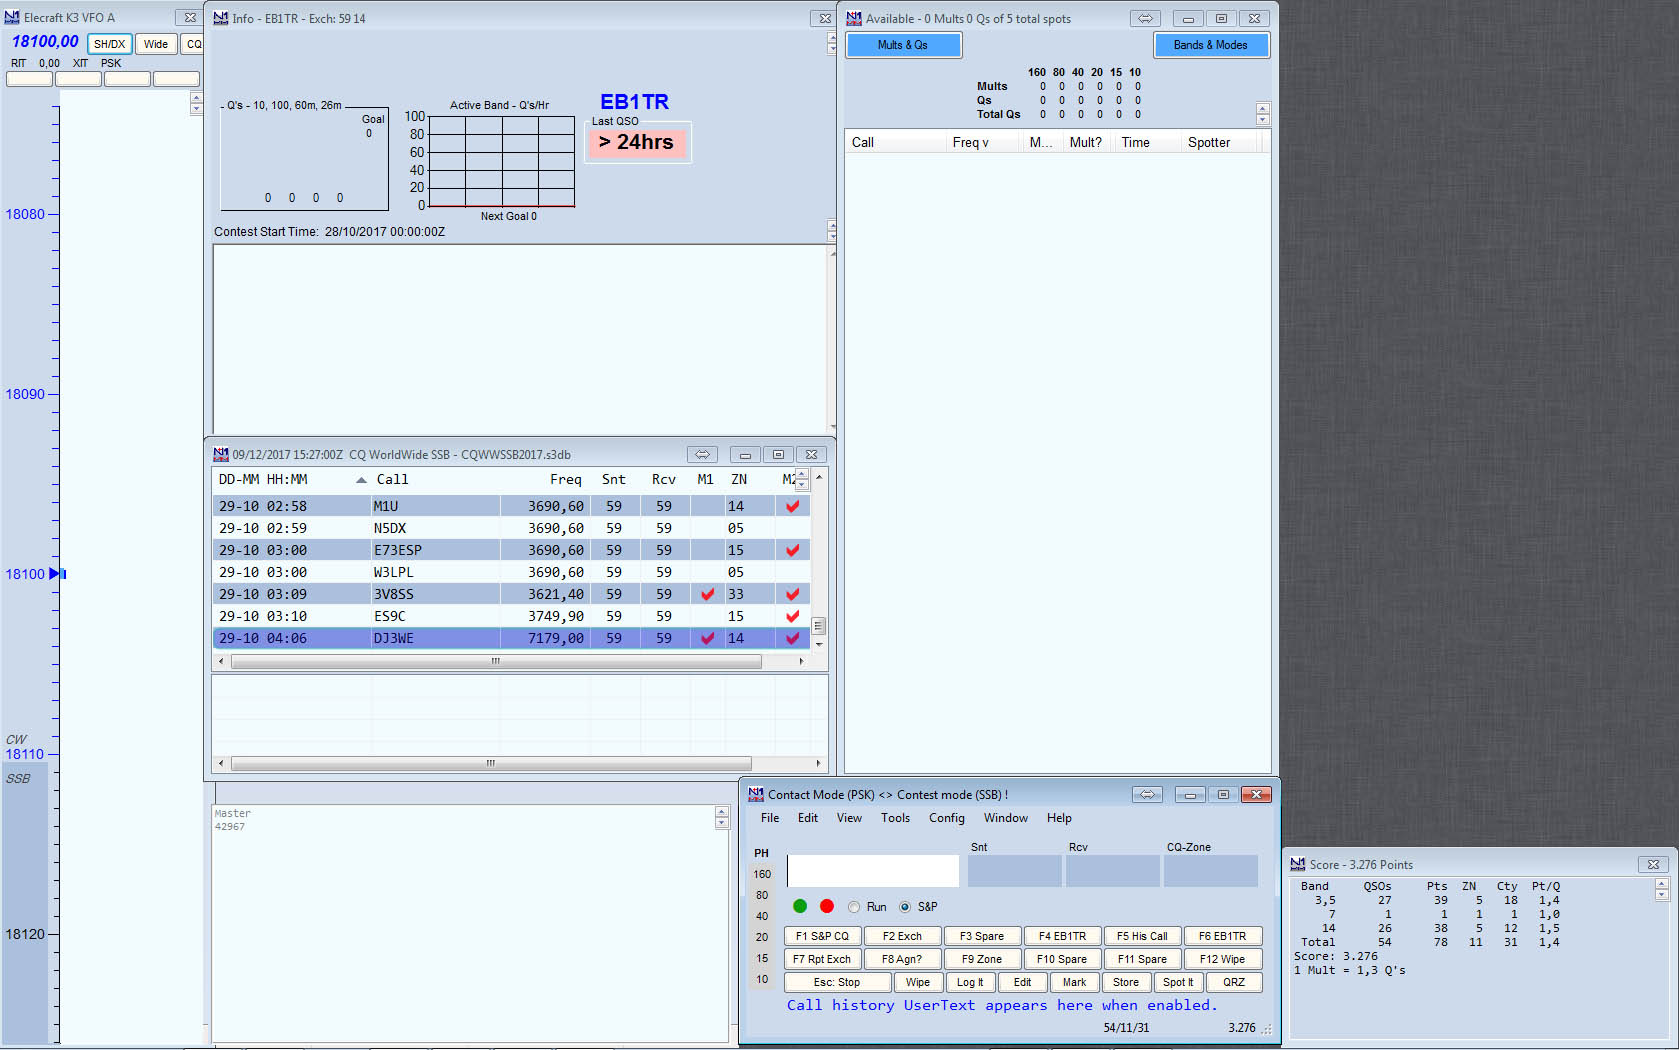 Elecraft K3 VFO A
18100,00 SH/DX Wide CQ
RIT 0,00 XIT PSK
18080
18090
18100
CW
18110
SSB
18120
Info - EB1TR - Exch: 59 14
Q's - 10, 100, 60m, 26m
Goal
0
0 0 0 0
Active Band - Q's/Hr
100
80
60
40
20
0
Next Goal 0
EB1TR
Last QSO
> 24hrs
Contest Start Time: 28/10/2017 00:00:00Z
09/12/2017 15:27:00Z CQ WorldWide SSB - CQWWSSB2017.s3db
DD-MM HH:MM Call Freq Snt Rcv M1 ZN M2
29-10 02:58 M1U 3690,60 59 59 14
29-10 02:59 N5DX 3690,60 59 59 05
29-10 03:00 E73ESP 3690,60 59 59 15
29-10 03:00 W3LPL 3690,60 59 59 05
29-10 03:09 3V8SS 3621,40 59 59 33
29-10 03:10 ES9C 3749,90 59 59 15
29-10 04:06 DJ3WE 7179,00 59 59 14
Master
42967
Available - 0 Mults 0 Qs of 5 total spots
Mults & Qs Bands & Modes
160 80 40 20 15 10
Mults 0 0 0 0 0 0
Qs 0 0 0 0 0 0
Total Qs 0 0 0 0 0 0
Call Freq v M... Mult? Time Spotter
Contact Mode (PSK) <> Contest mode (SSB) !
File Edit View Tools Config Window Help
Snt Rcv CQ-Zone
PH
160
80
40
20
15
10
Run S&P
F1 S&P CQ F2 Exch F3 Spare F4 EB1TR F5 His Call F6 EB1TR
F7 Rpt Exch F8 Agn? F9 Zone F10 Spare F11 Spare F12 Wipe
Esc: Stop Wipe Log It Edit Mark Store Spot It QRZ
Call history UserText appears here when enabled.
54/11/31 3.276
Score - 3.276 Points
Band QSOs Pts ZN Cty Pt/Q
3,5 27 39 5 18 1,4
7 1 1 1 1 1,0
14 26 38 5 12 1,5
Total 54 78 11 31 1,4
Score: 3.276
1 Mult = 1,3 Q's